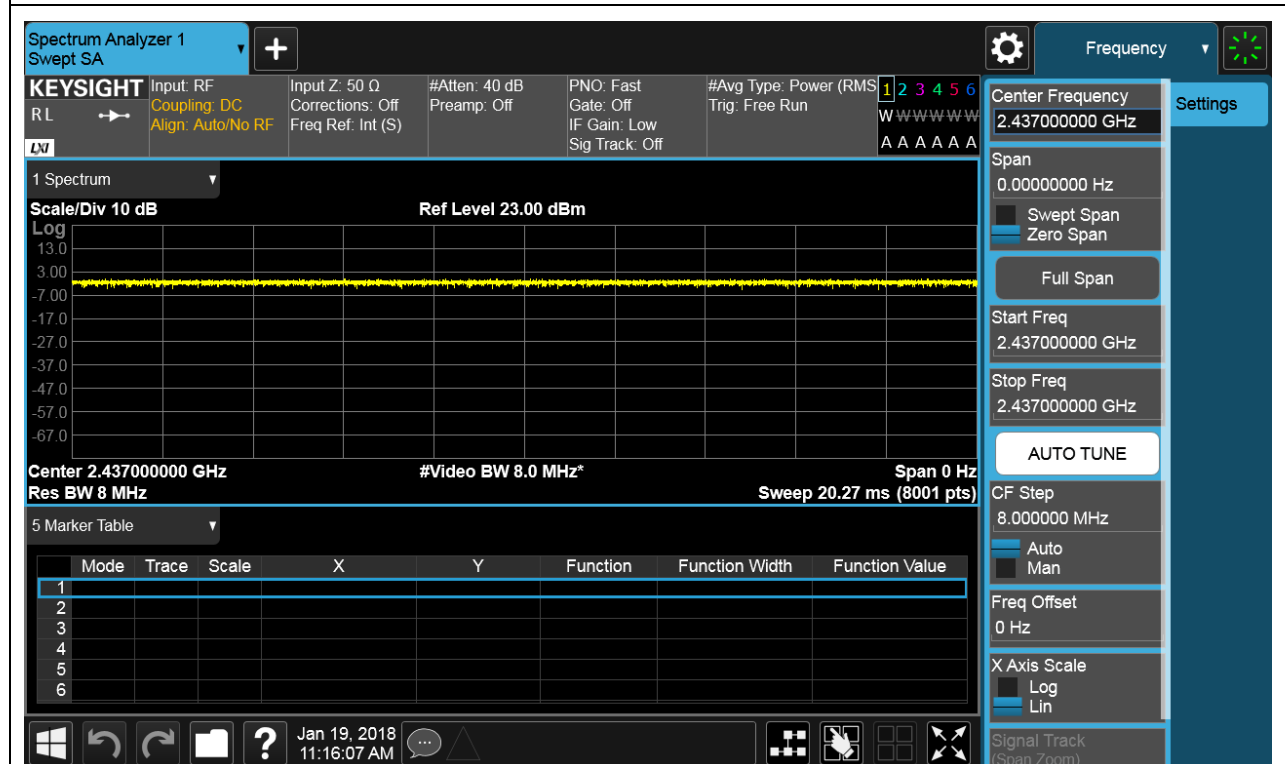 Spectrum Analyzer 1
Swept SA
+
Frequency
KEYSIGHT
RL
LXI
Input: RF
Coupling: DC
Align: Auto/No RF
Input Z: 50 Ω
Corrections: Off
Freq Ref: Int (S)
#Atten: 40 dB
Preamp: Off
PNO: Fast
Gate: Off
IF Gain: Low
Sig Track: Off
#Avg Type: Power (RMS
Trig: Free Run
1 2 3 4 5 6
W W W W W W
A A A A A A
1 Spectrum
Scale/Div 10 dB
Ref Level 23.00 dBm
Log
13.0
3.00
-7.00
-17.0
-27.0
-37.0
-47.0
-57.0
-67.0
Center 2.437000000 GHz
#Video BW 8.0 MHz*
Span 0 Hz
Res BW 8 MHz
Sweep 20.27 ms (8001 pts)
5 Marker Table
Mode Trace Scale X Y Function Function Width Function Value
1
2
3
4
5
6
Jan 19, 2018
11:16:07 AM
?
Center Frequency
2.437000000 GHz
Settings
Span
0.00000000 Hz
Swept Span
Zero Span
Full Span
Start Freq
2.437000000 GHz
Stop Freq
2.437000000 GHz
AUTO TUNE
CF Step
8.000000 MHz
Auto
Man
Freq Offset
0 Hz
X Axis Scale
Log
Lin
Signal Track
(Span Zoom)